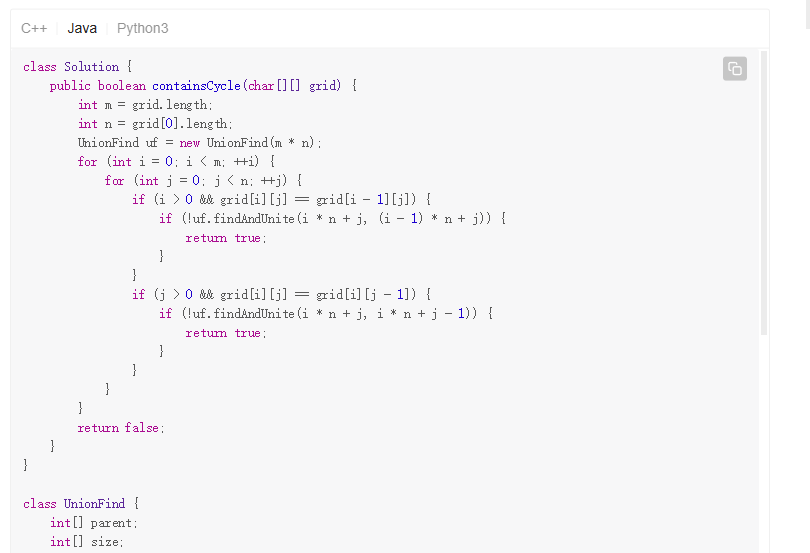 C++ Java Python3
class Solution {
public boolean containsCycle(char[][] grid) {
int m = grid.length;
int n = grid[0].length;
UnionFind uf = new UnionFind(m * n);
for (int i = 0; i < m; ++i) {
for (int j = 0; j < n; ++j) {
if (i > 0 && grid[i][j] == grid[i - 1][j]) {
if (!uf.findAndUnite(i * n + j, (i - 1) * n + j)) {
return true;
}
}
if (j > 0 && grid[i][j] == grid[i][j - 1]) {
if (!uf.findAndUnite(i * n + j, i * n + j - 1)) {
return true;
}
}
}
}
return false;
}
}
class UnionFind {
int[] parent;
int[] size;